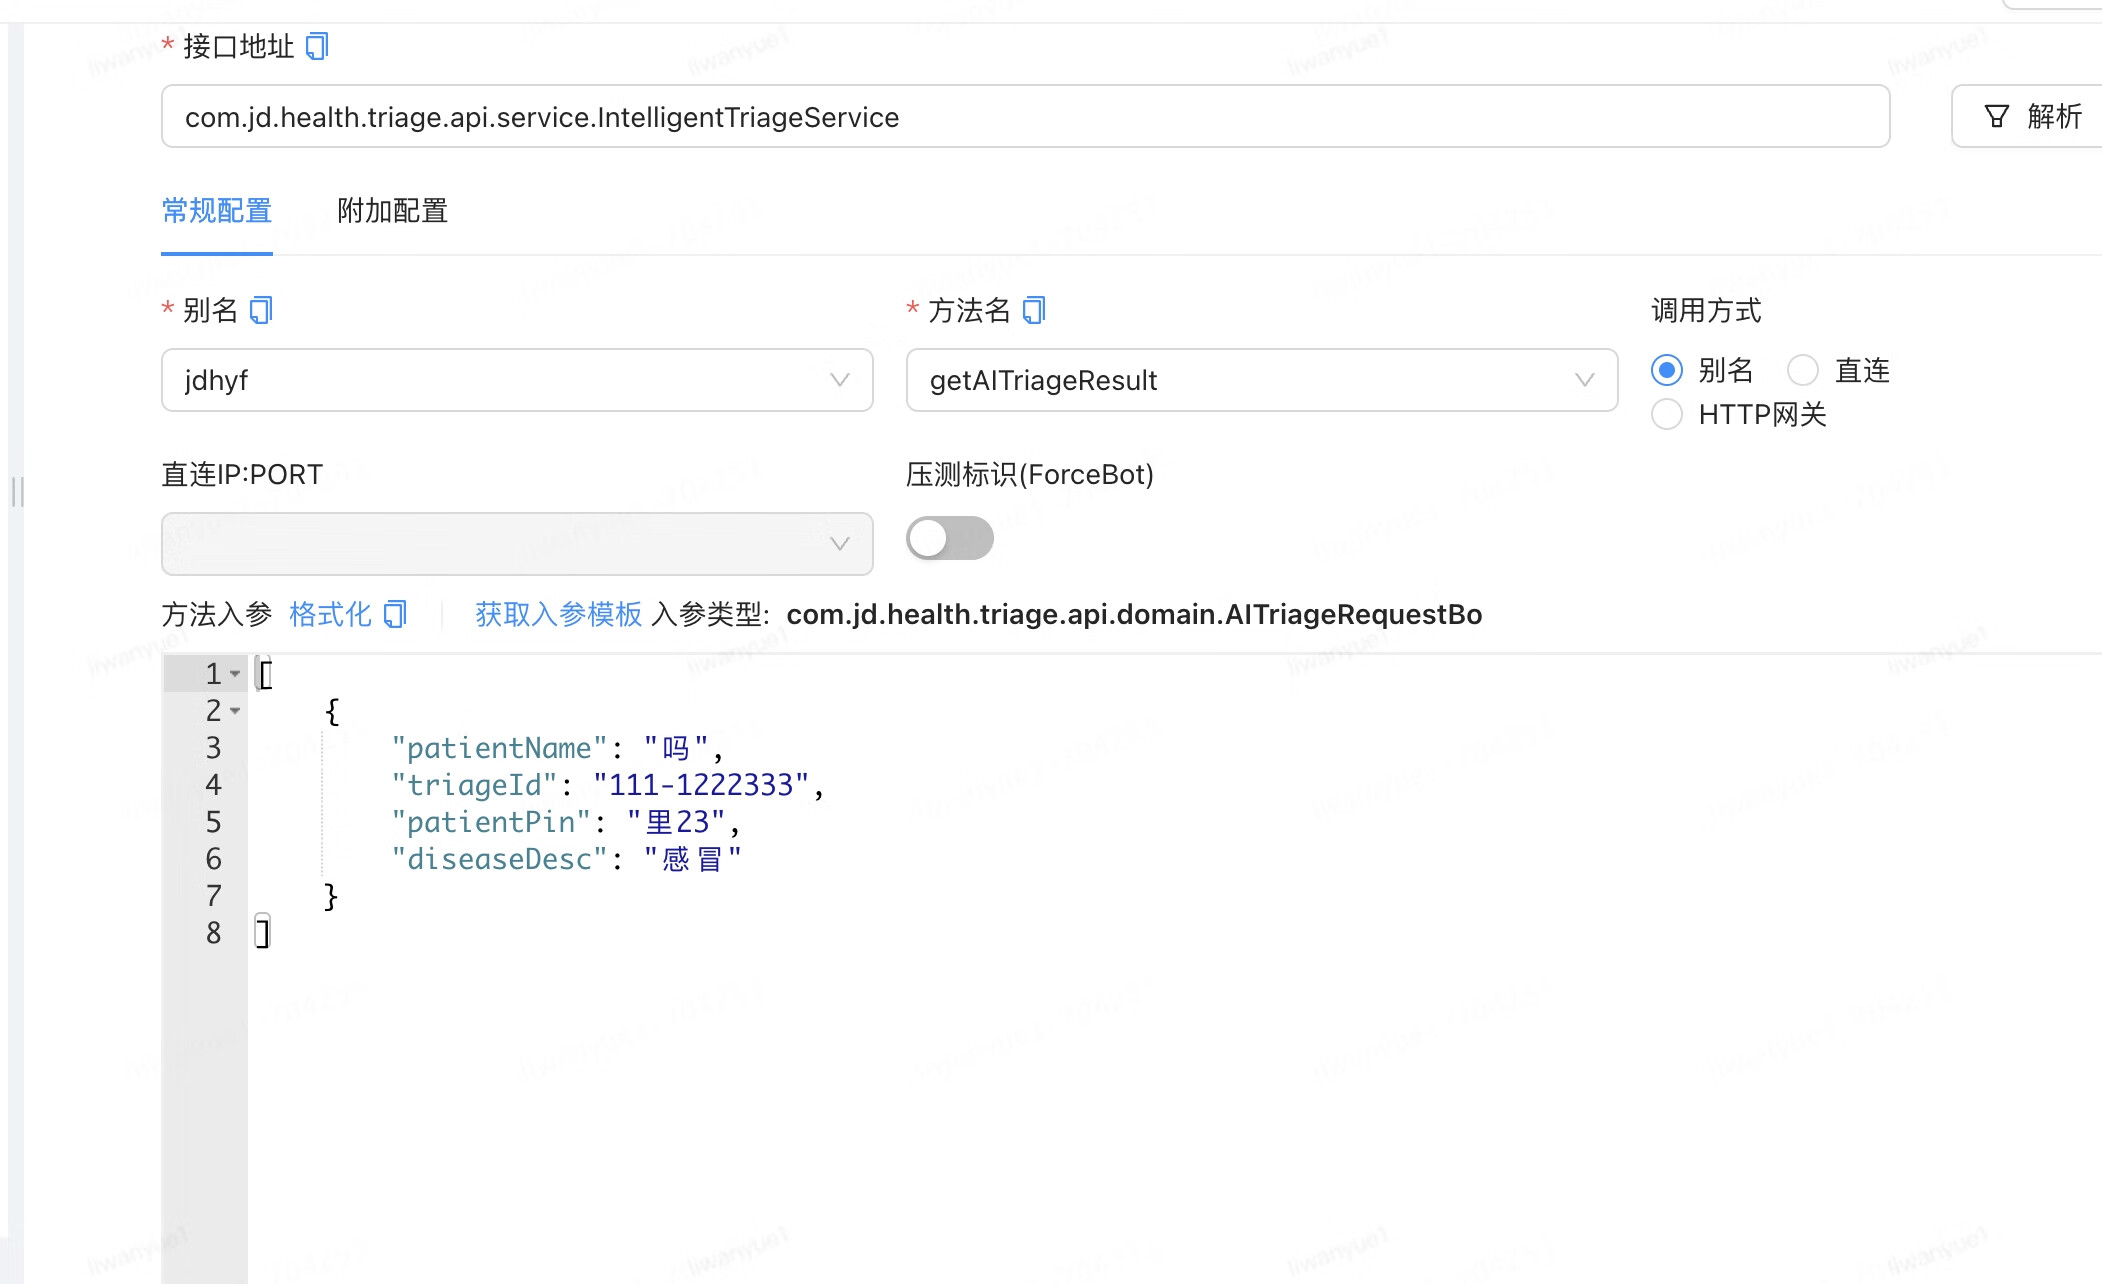 * 接口地址
com.jd.health.triage.api.service.IntelligentTriageService
解析
常规配置 附加配置
* 别名 * 方法名 调用方式
jdhyf getAITriageResult 别名 直连
HTTP网关
直连IP:PORT 压测标识(ForceBot)
方法入参 格式化 获取入参模板 入参类型: com.jd.health.triage.api.domain.AITriageRequestBo
1 [
2 {
3 "patientName": "吗",
4 "triageId": "111-1222333",
5 "patientPin": "里23",
6 "diseaseDesc": "感冒"
7 }
8 ]
liwanyue1